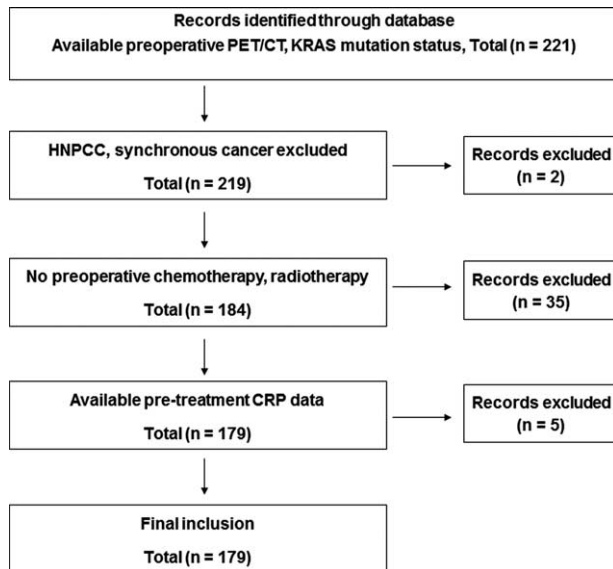 Records identified through database
Available preoperative PET/CT, KRAS mutation status, Total (n = 221)
HNPCC, synchronous cancer excluded
Total (n = 219)
Records excluded
(n = 2)
No preoperative chemotherapy, radiotherapy
Total (n = 184)
Records excluded
(n = 35)
Available pre-treatment CRP data
Total (n = 179)
Records excluded
(n = 5)
Final inclusion
Total (n = 179)